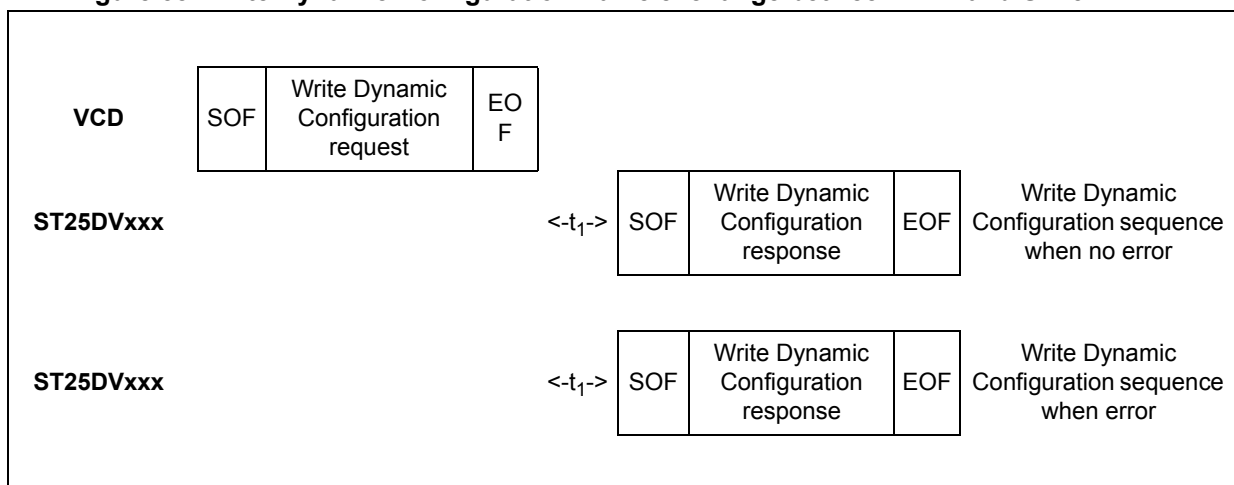 VCD
SOF
Write Dynamic
Configuration
request
EO
F
ST25DVxxx
<-t1->
SOF
Write Dynamic
Configuration
response
EOF
Write Dynamic
Configuration sequence
when no error
ST25DVxxx
<-t1->
SOF
Write Dynamic
Configuration
response
EOF
Write Dynamic
Configuration sequence
when error